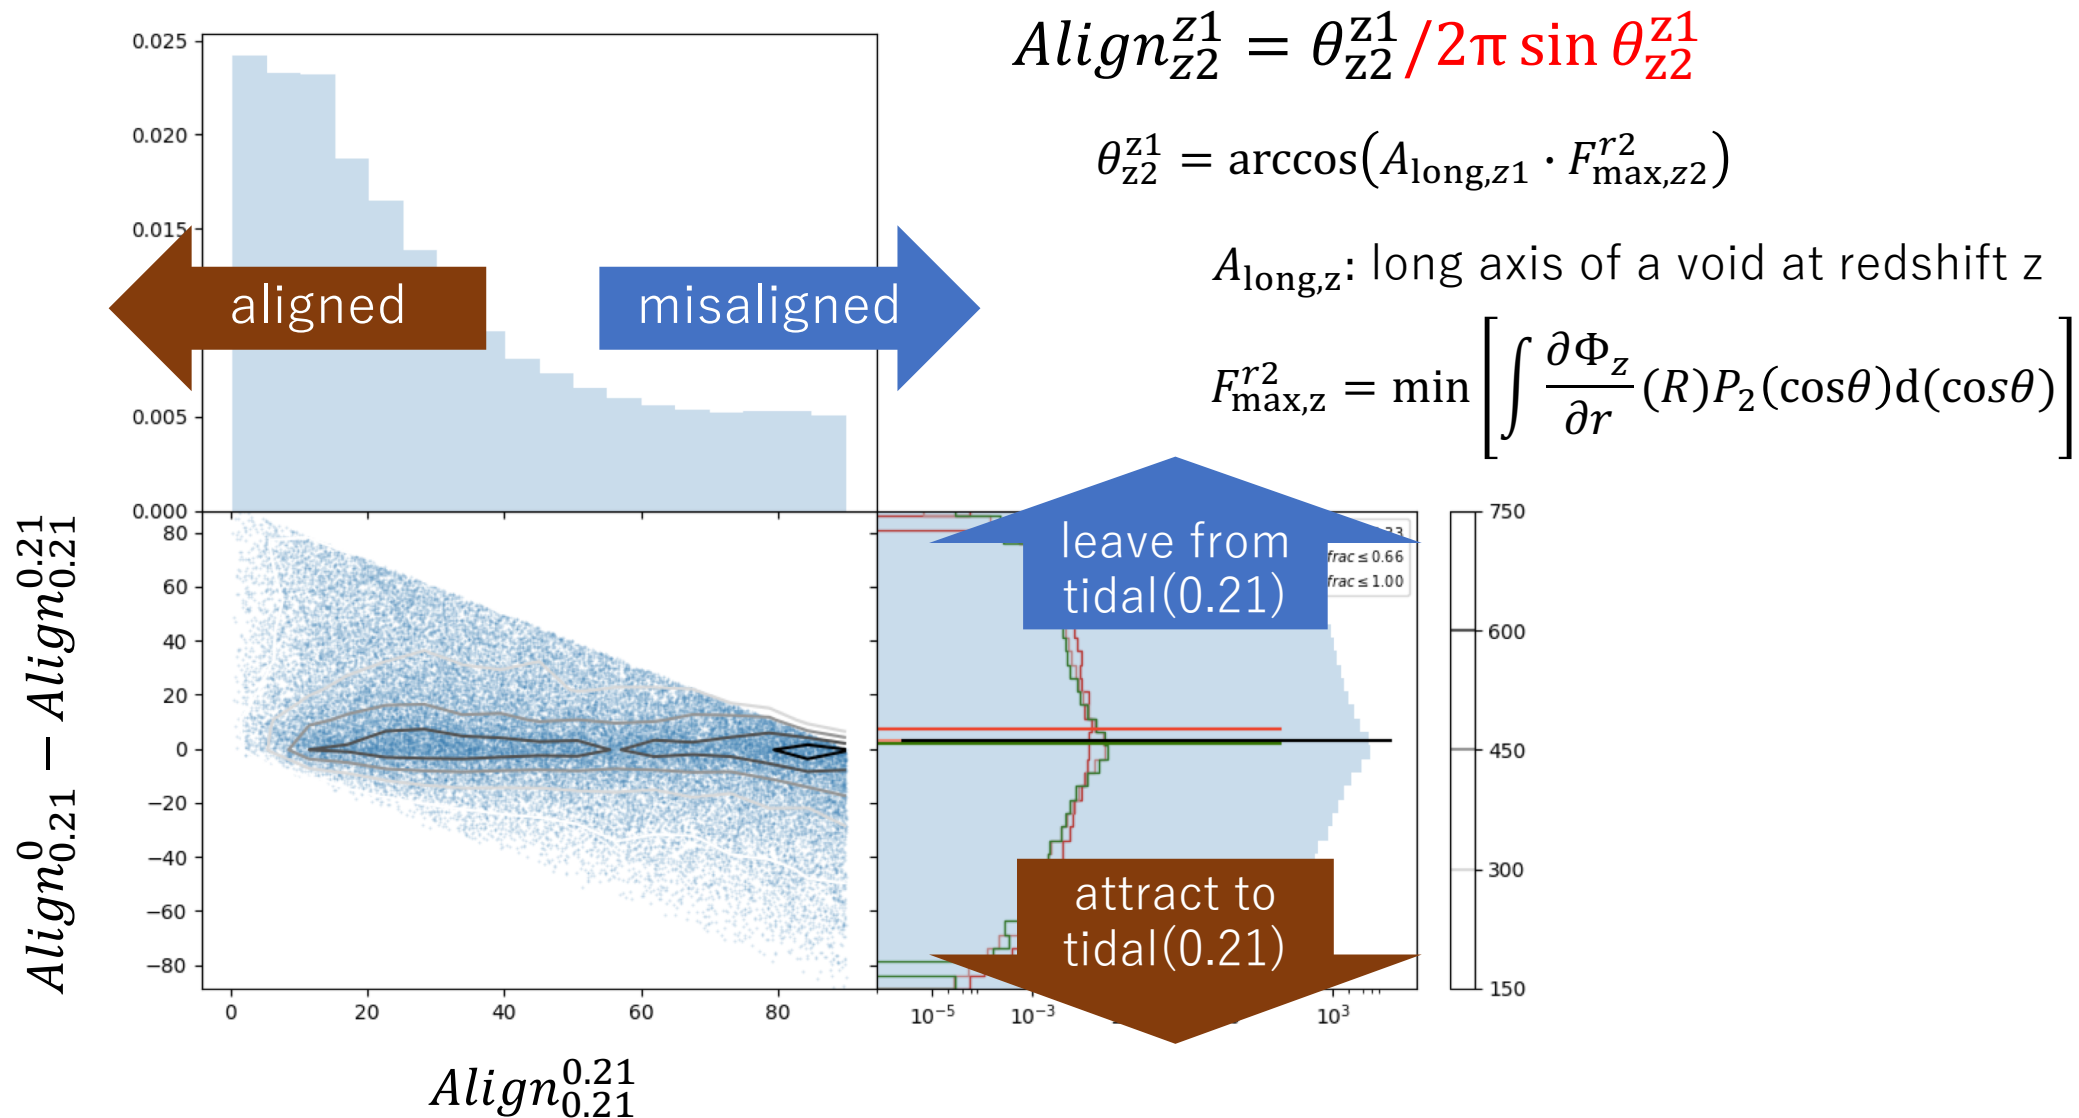 Align^{z1}_{z2} = θ^{z1}_{z2}/2π sin θ^{z1}_{z2}
θ^{z1}_{z2} = arccos(A_{long,z1} · F^{r2}_{max,z2})
A_{long,z}: long axis of a void at redshift z
F^{r2}_{max,z} = min[∫ ∂Φ_z/∂r (R)P_2(cosθ)d(cosθ)]
0.025
0.020
0.015
0.005
0.000
aligned
misaligned
Align^{0}_{0.21} − Align^{0.21}_{0.21}
80
60
40
20
0
−20
−40
−60
−80
0 20 40 60 80
Align^{0.21}_{0.21}
leave from
tidal(0.21)
frac ≤ 0.66
frac ≤ 1.00
attract to
tidal(0.21)
10^{-5} 10^{-3} 10^{3}
750
600
450
300
150